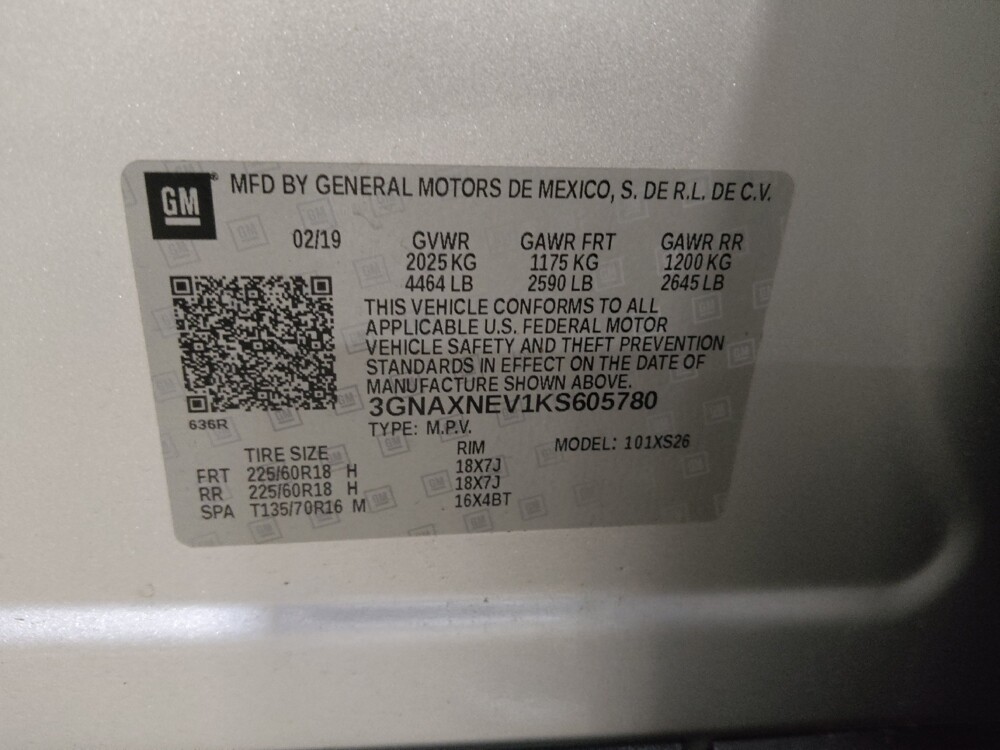 GM ® MFD BY GENERAL MOTORS DE MEXICO, S. DE R.L. DE C.V.
02/19 GVWR GAWR FRT GAWR RR
2025 KG 1175 KG 1200 KG
4464 LB 2590 LB 2645 LB
THIS VEHICLE CONFORMS TO ALL
APPLICABLE U.S. FEDERAL MOTOR
VEHICLE SAFETY AND THEFT PREVENTION
STANDARDS IN EFFECT ON THE DATE OF
MANUFACTURE SHOWN ABOVE.
3GNAXNEV1KS605780
636R
TYPE: M.P.V. MODEL: 101XS26
TIRE SIZE RIM
FRT 225/60R18 H 18X7J
RR 225/60R18 H 18X7J
SPA T135/70R16 M 16X4BT